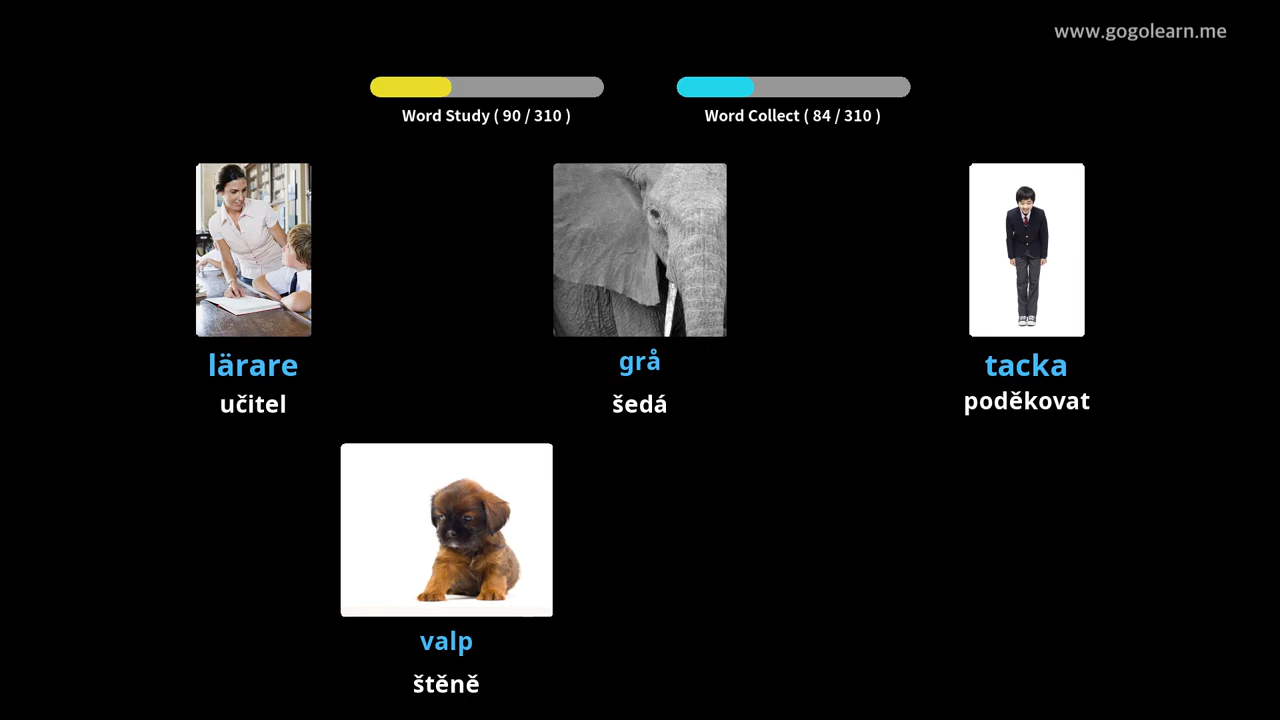 www.gogolearn.me
Word Study ( 90 / 310 )
Word Collect ( 84 / 310 )
lärare
učitel
grå
šedá
tacka
poděkovat
valp
štěně